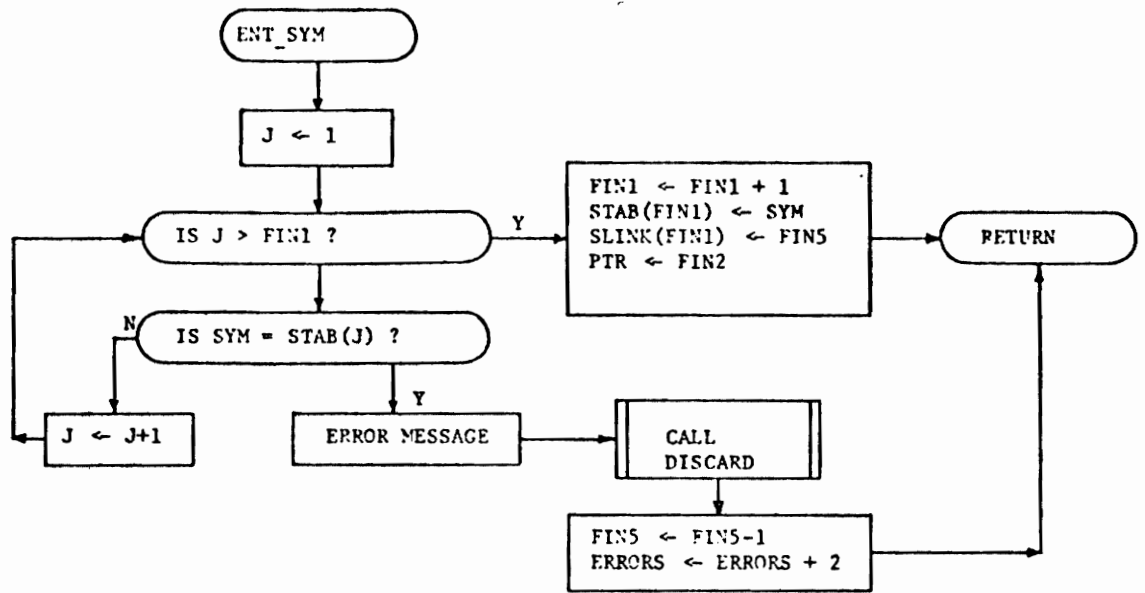 ENT_SYM
J ← 1
IS J > FIN1 ?
Y
FIN1 ← FIN1 + 1
STAB(FIN1) ← SYM
SLINK(FIN1) ← FIN5
PTR ← FIN2
RETURN
N
IS SYM = STAB(J) ?
Y
J ← J+1
ERROR MESSAGE
CALL
DISCARD
FIN5 ← FIN5-1
ERRORS ← ERRORS + 2